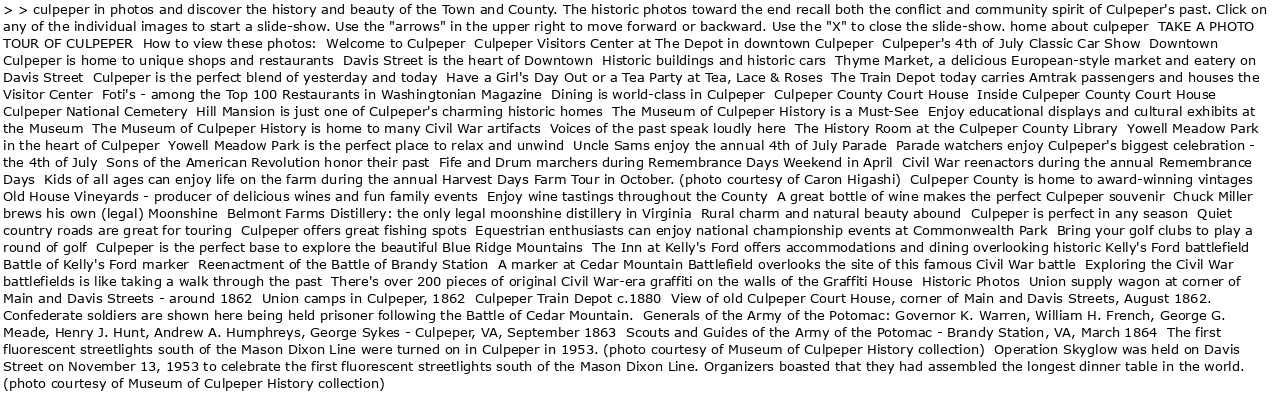 > > culpeper in photos and discover the history and beauty of the Town and County. The historic photos toward the end recall both the conflict and community spirit of Culpeper's past. Click on
any of the individual images to start a slide-show. Use the "arrows" in the upper right to move forward or backward. Use the "X" to close the slide-show. home about culpeper  TAKE A PHOTO
TOUR OF CULPEPER  How to view these photos:  Welcome to Culpeper  Culpeper Visitors Center at The Depot in downtown Culpeper  Culpeper's 4th of July Classic Car Show  Downtown
Culpeper is home to unique shops and restaurants  Davis Street is the heart of Downtown  Historic buildings and historic cars  Thyme Market, a delicious European-style market and eatery on
Davis Street  Culpeper is the perfect blend of yesterday and today  Have a Girl's Day Out or a Tea Party at Tea, Lace & Roses  The Train Depot today carries Amtrak passengers and houses the
Visitor Center  Foti's - among the Top 100 Restaurants in Washingtonian Magazine  Dining is world-class in Culpeper  Culpeper County Court House  Inside Culpeper County Court House
Culpeper National Cemetery  Hill Mansion is just one of Culpeper's charming historic homes  The Museum of Culpeper History is a Must-See  Enjoy educational displays and cultural exhibits at
the Museum  The Museum of Culpeper History is home to many Civil War artifacts  Voices of the past speak loudly here  The History Room at the Culpeper County Library  Yowell Meadow Park
in the heart of Culpeper  Yowell Meadow Park is the perfect place to relax and unwind  Uncle Sams enjoy the annual 4th of July Parade  Parade watchers enjoy Culpeper's biggest celebration -
the 4th of July  Sons of the American Revolution honor their past  Fife and Drum marchers during Remembrance Days Weekend in April  Civil War reenactors during the annual Remembrance
Days  Kids of all ages can enjoy life on the farm during the annual Harvest Days Farm Tour in October. (photo courtesy of Caron Higashi)  Culpeper County is home to award-winning vintages
Old House Vineyards - producer of delicious wines and fun family events  Enjoy wine tastings throughout the County  A great bottle of wine makes the perfect Culpeper souvenir  Chuck Miller
brews his own (legal) Moonshine  Belmont Farms Distillery: the only legal moonshine distillery in Virginia  Rural charm and natural beauty abound  Culpeper is perfect in any season  Quiet
country roads are great for touring  Culpeper offers great fishing spots  Equestrian enthusiasts can enjoy national championship events at Commonwealth Park  Bring your golf clubs to play a
round of golf  Culpeper is the perfect base to explore the beautiful Blue Ridge Mountains  The Inn at Kelly's Ford offers accommodations and dining overlooking historic Kelly's Ford battlefield
Battle of Kelly's Ford marker  Reenactment of the Battle of Brandy Station  A marker at Cedar Mountain Battlefield overlooks the site of this famous Civil War battle  Exploring the Civil War
battlefields is like taking a walk through the past  There's over 200 pieces of original Civil War-era graffiti on the walls of the Graffiti House  Historic Photos  Union supply wagon at corner of
Main and Davis Streets - around 1862  Union camps in Culpeper, 1862  Culpeper Train Depot c.1880  View of old Culpeper Court House, corner of Main and Davis Streets, August 1862.
Confederate soldiers are shown here being held prisoner following the Battle of Cedar Mountain.  Generals of the Army of the Potomac: Governor K. Warren, William H. French, George G.
Meade, Henry J. Hunt, Andrew A. Humphreys, George Sykes - Culpeper, VA, September 1863  Scouts and Guides of the Army of the Potomac - Brandy Station, VA, March 1864  The first
fluorescent streetlights south of the Mason Dixon Line were turned on in Culpeper in 1953. (photo courtesy of Museum of Culpeper History collection)  Operation Skyglow was held on Davis
Street on November 13, 1953 to celebrate the first fluorescent streetlights south of the Mason Dixon Line. Organizers boasted that they had assembled the longest dinner table in the world.
(photo courtesy of Museum of Culpeper History collection)